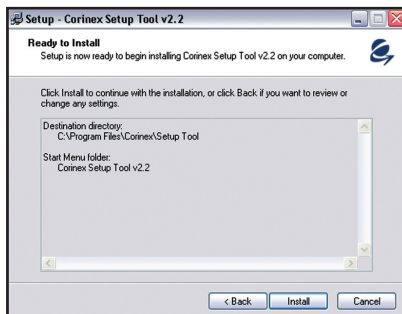 Setup - Corinex Setup Tool v2.2
Ready to Install
Setup is now ready to begin installing Corinex Setup Tool v2.2 on your computer.
Click Install to continue with the installation, or click Back if you want to review or
change any settings.
Destination directory:
C:\Program Files\Corinex\Setup Tool
Start Menu folder:
Corinex Setup Tool v2.2
< Back
Install
Cancel